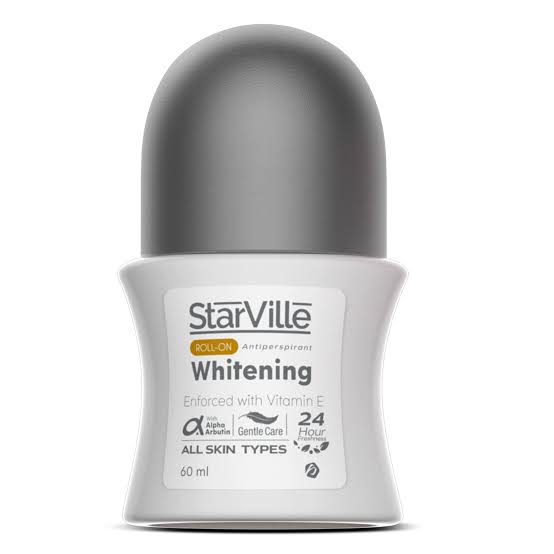 StarVille
ROLL-ON Antiperspirant
Whitening
Enforced with Vitamin E
α With Alpha Arbutin
Gentle Care
24 Hour Freshness
ALL SKIN TYPES
60 ml